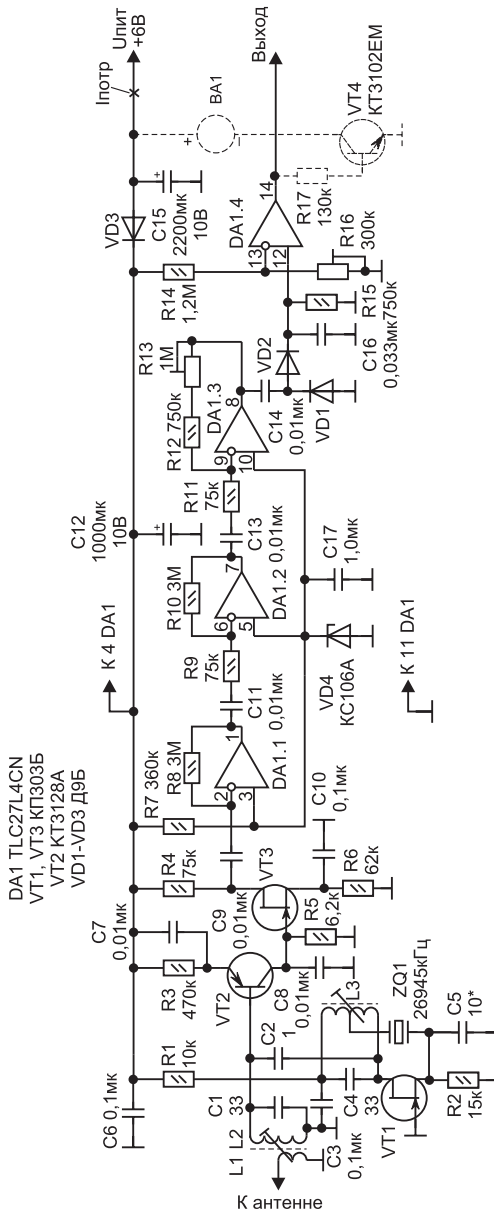 DA1 TLC27L4CN
VT1, VT3 КП303Б
VT2 КТ3128А
VD1-VD3 Д9Б
К 4 DA1
C12
1000мк
10В
+
VD3
Iпотр
Uпит
+6В
C6 0,1мк
R1
10к
R3
470к
C7
0,01мк
R4
75к
R7 360к
R8 3М
R10 3М
R12 750к
R13
1М
R14
1,2М
C15
2200мк
10В
+
BA1
+
–
Выход
К антенне
L1 L2
C1
33
C2
1
C3
0,1мк
C4
33
L3
ZQ1
26945кГц
C5
10*
VT1
R2
15к
VT2
C8
0,01мк
C9
0,01мк
VT3
R5
6,2к
R6
62к
C10
0,1мк
2
3
1
DA1.1
C11
0,01мк
R9
75к
6
5
7
DA1.2
C13
0,01мк
R11
75к
9
10
8
DA1.3
C14
0,01мк
VD2
VD1
C17
1,0мк
VD4
КС106А
К 11 DA1
C16
0,033мк
R15
750к
R16
300к
13
12
14
DA1.4
R17
130к
VT4
КТ3102ЕМ